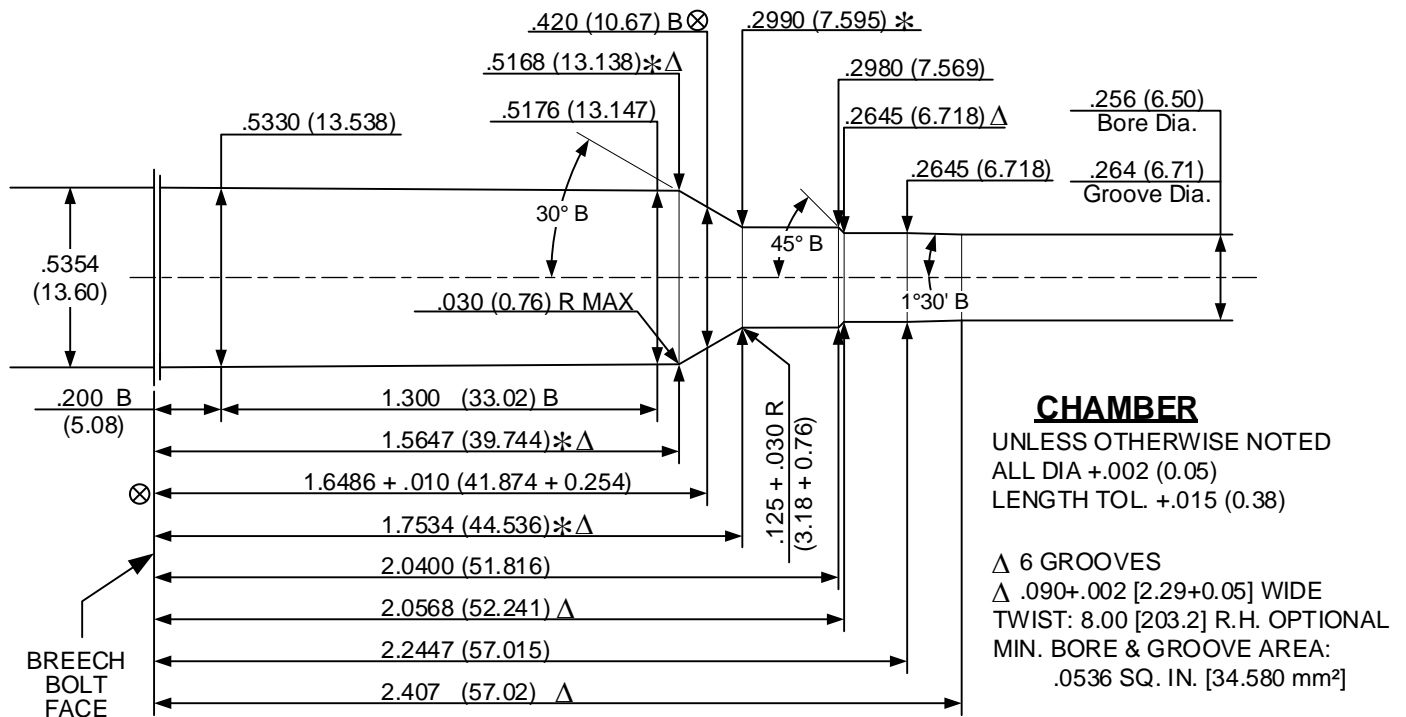 .420 (10.67) B ⊗
.2990 (7.595) ✻
.5168 (13.138)✻ Δ
.2980 (7.569)
.5176 (13.147)
.2645 (6.718) Δ
.256 (6.50)
Bore Dia.
.5330 (13.538)
.2645 (6.718)
.264 (6.71)
Groove Dia.
30° B
45° B
.5354
(13.60)
.030 (0.76) R MAX
1°30' B
.200 B
(5.08)
1.300 (33.02) B
1.5647 (39.744)✻ Δ
⊗
1.6486 + .010 (41.874 + 0.254)
1.7534 (44.536)✻ Δ
.125 + .030 R
(3.18 + 0.76)
2.0400 (51.816)
2.0568 (52.241) Δ
2.2447 (57.015)
2.407 (57.02) Δ
BREECH
BOLT
FACE
CHAMBER
UNLESS OTHERWISE NOTED
ALL DIA +.002 (0.05)
LENGTH TOL. +.015 (0.38)
Δ 6 GROOVES
Δ .090+.002 [2.29+0.05] WIDE
TWIST: 8.00 [203.2] R.H. OPTIONAL
MIN. BORE & GROOVE AREA:
.0536 SQ. IN. [34.580 mm²]